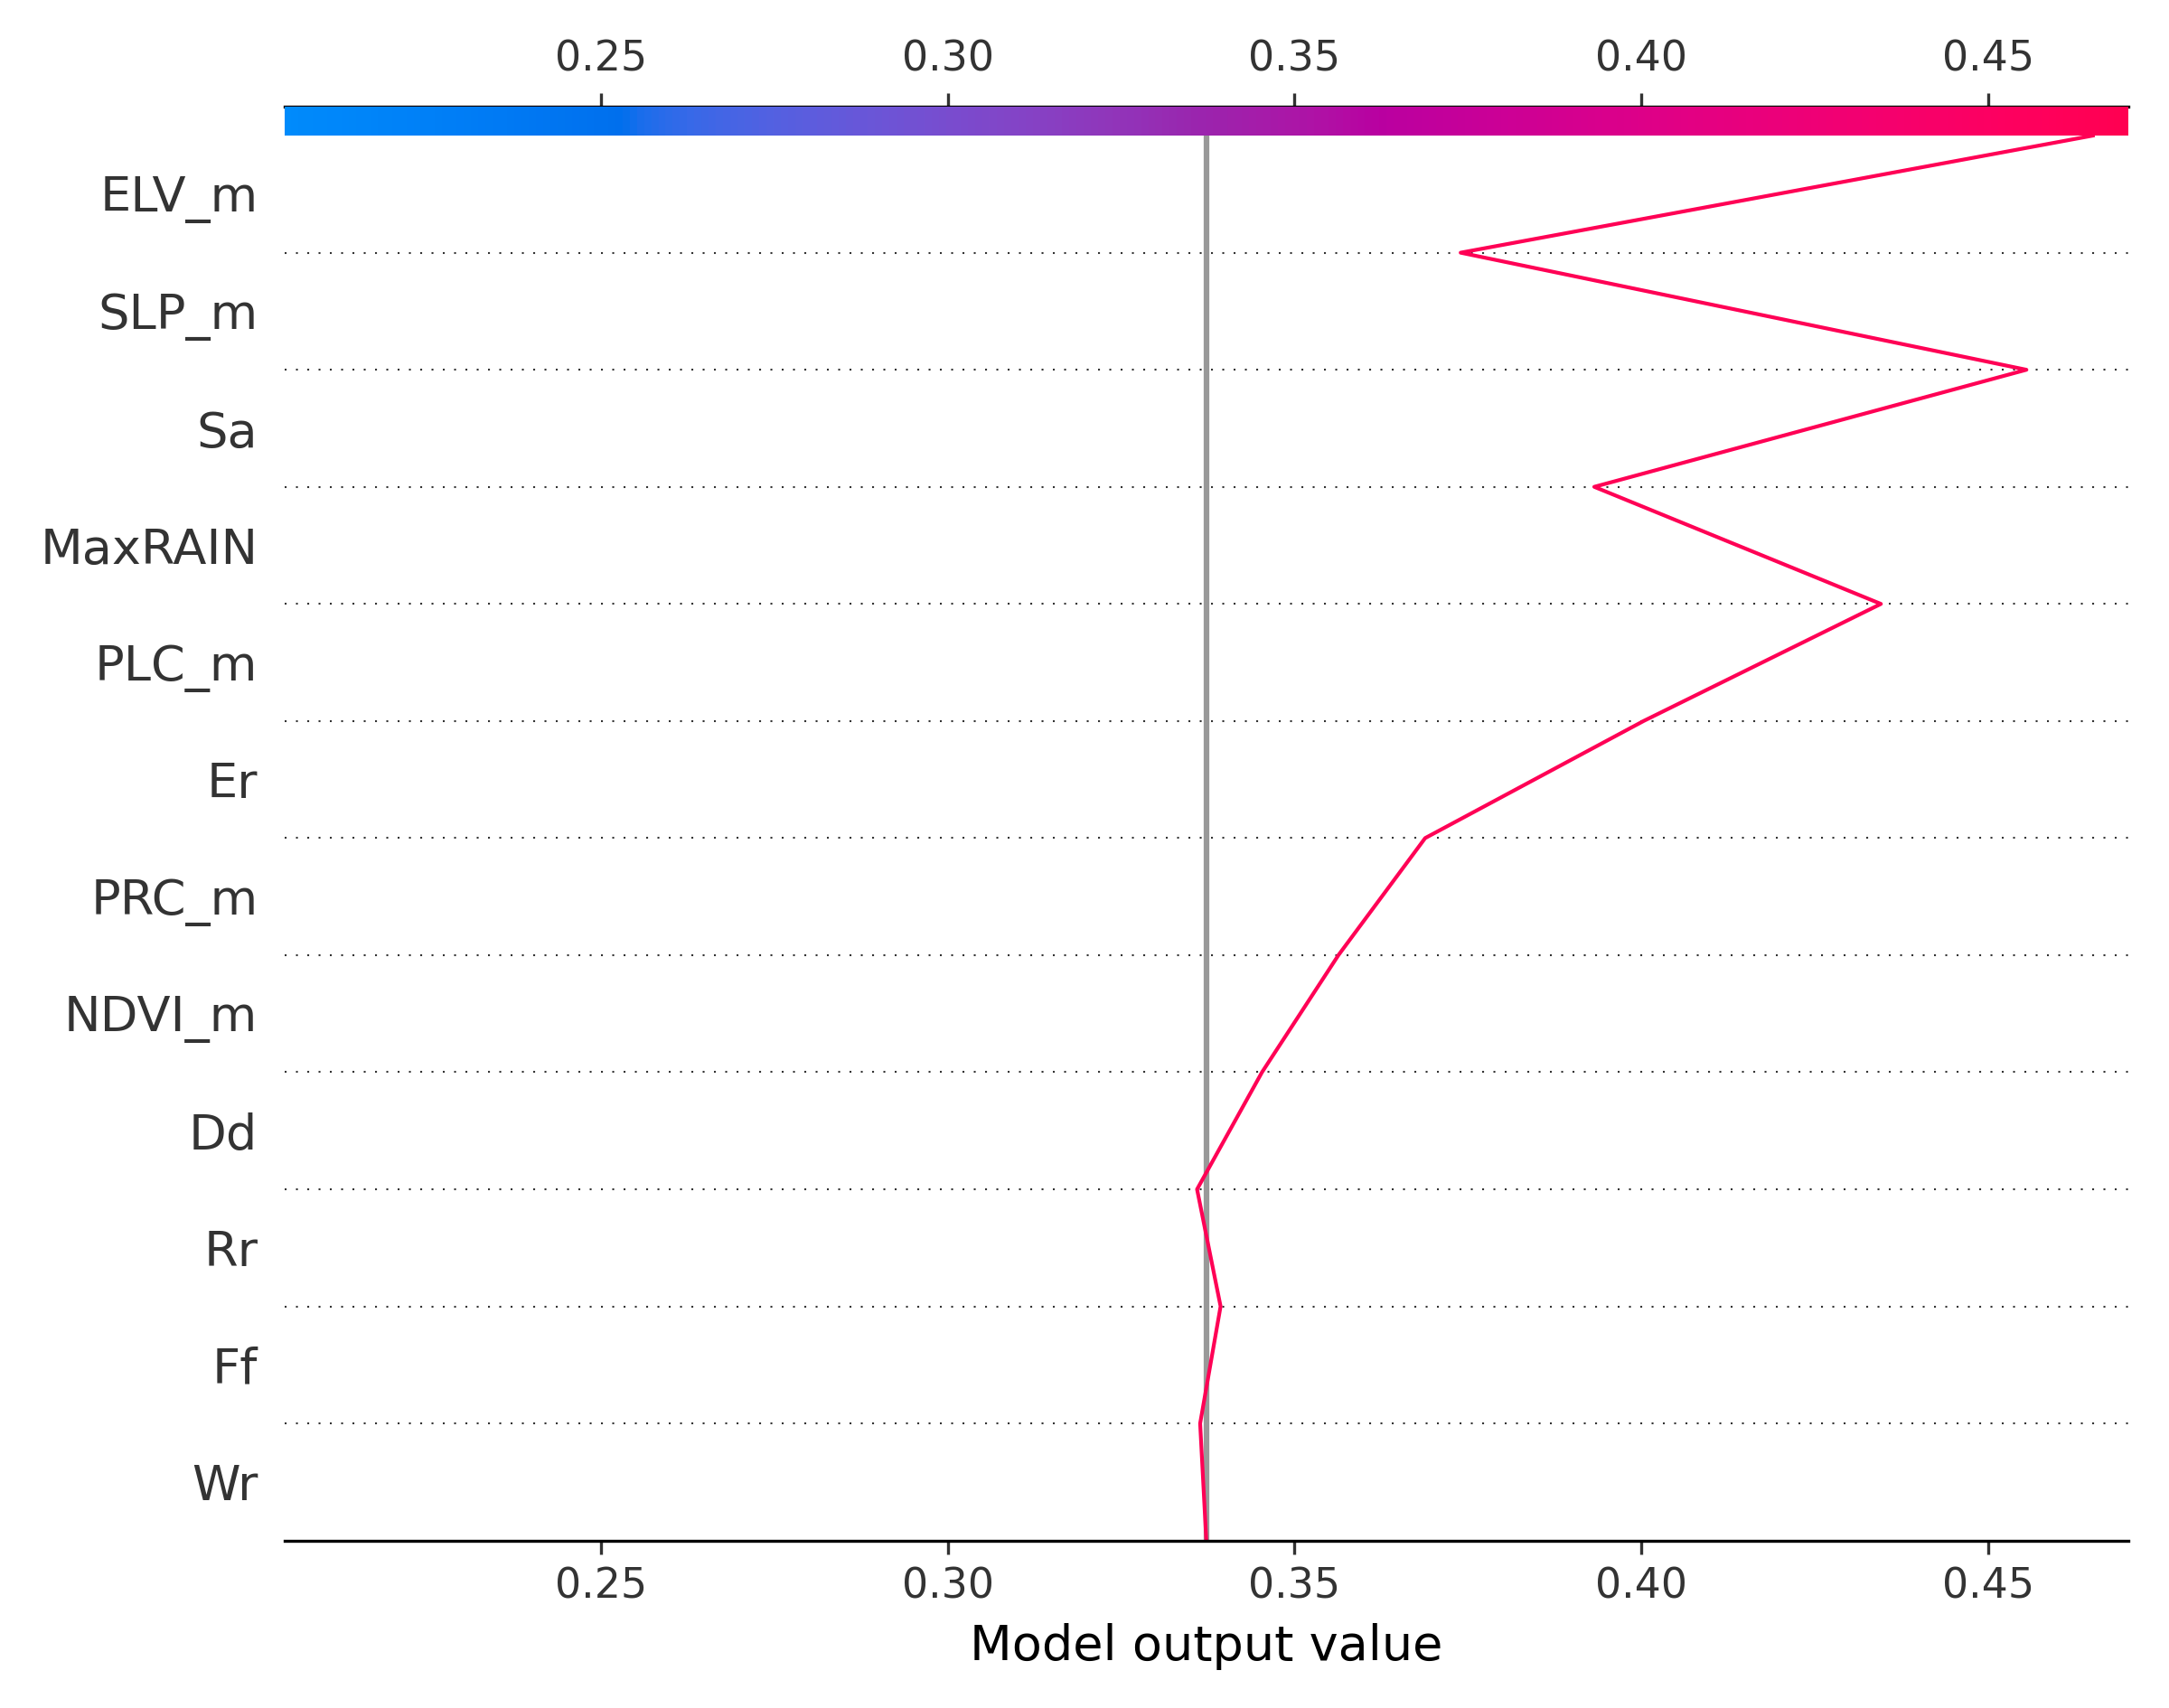 0.25 0.30 0.35 0.40 0.45
ELV_m
SLP_m
Sa
MaxRAIN
PLC_m
Er
PRC_m
NDVI_m
Dd
Rr
Ff
Wr
0.25 0.30 0.35 0.40 0.45
Model output value